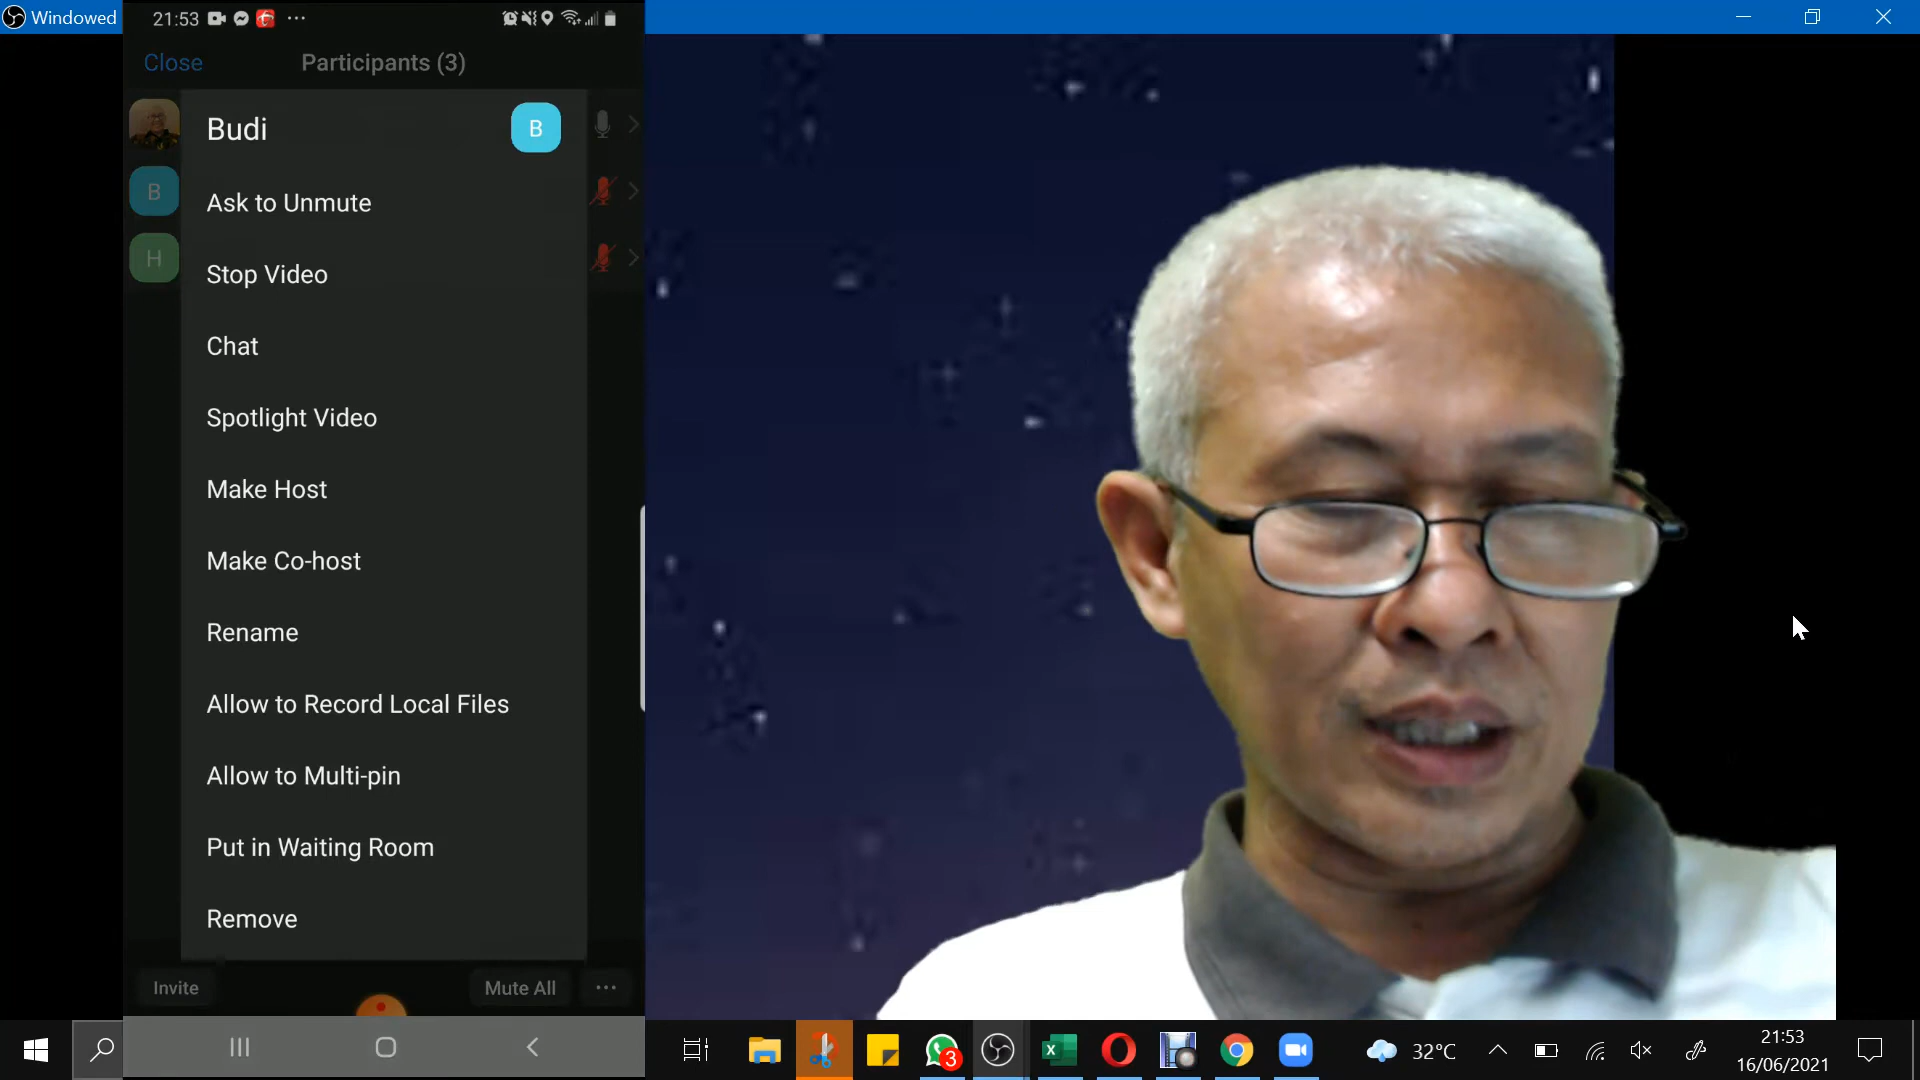 Windowed
21:53
Close
Participants (3)
Budi
B
B
H
Ask to Unmute
Stop Video
Chat
Spotlight Video
Make Host
Make Co-host
Rename
Allow to Record Local Files
Allow to Multi-pin
Put in Waiting Room
Remove
Invite
Mute All
3
32°C
21:53
16/06/2021